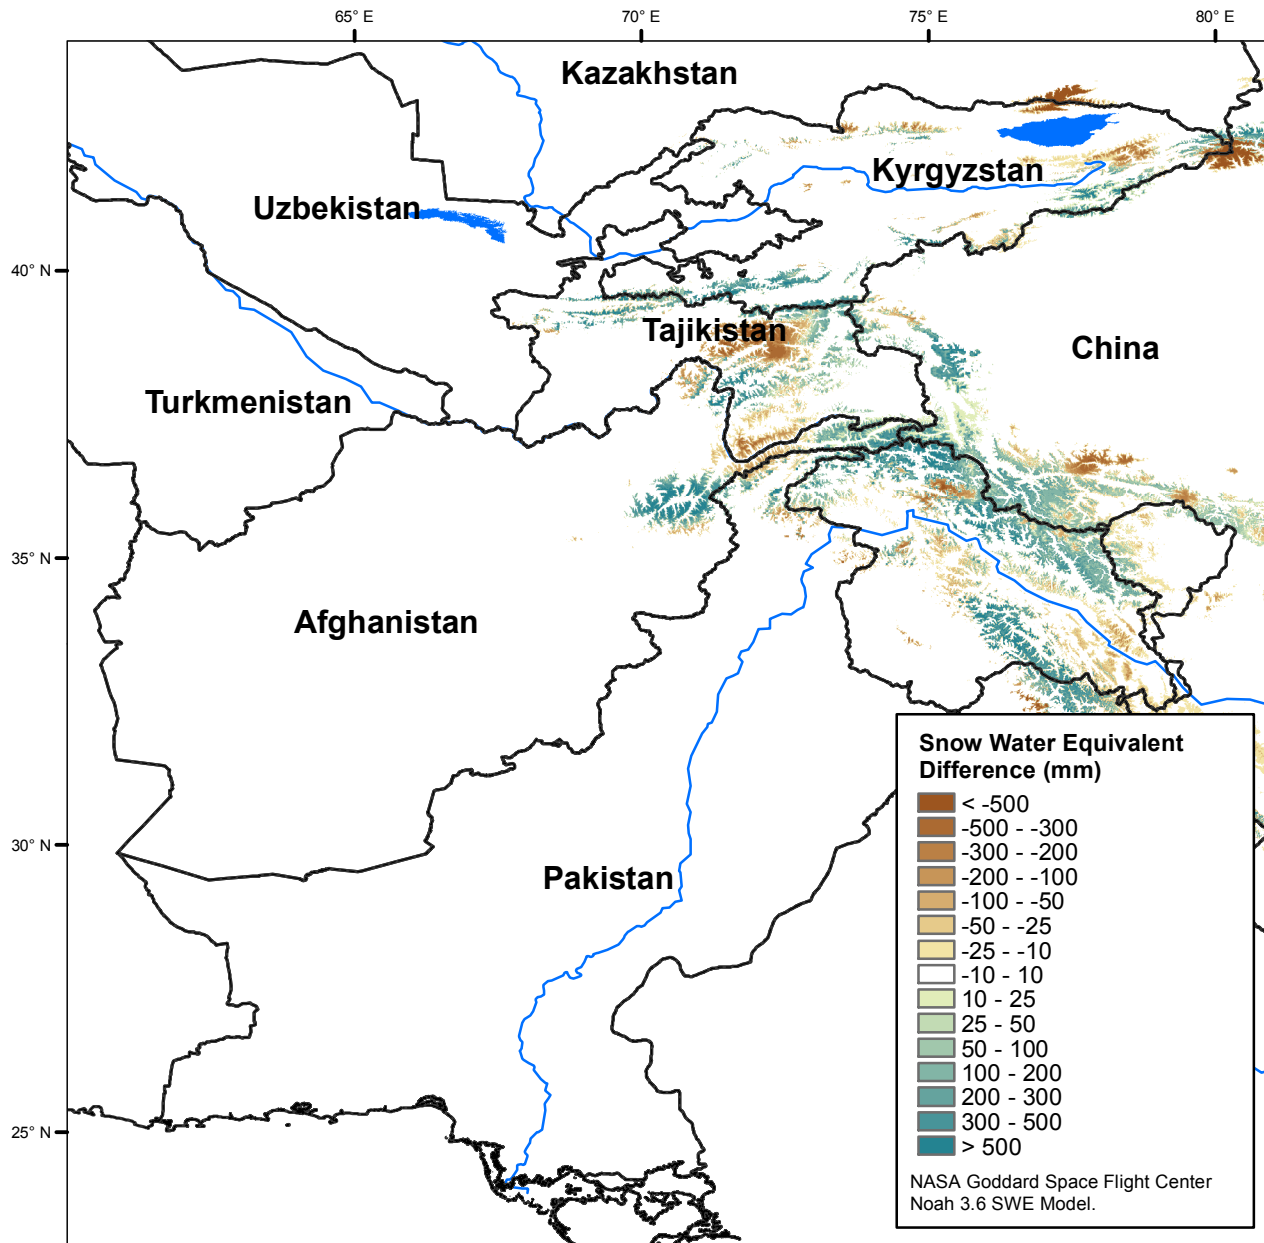 65° E
70° E
75° E
80° E
Kazakhstan
Kyrgyzstan
Uzbekistan
40° N
Tajikistan
China
Turkmenistan
35° N
Afghanistan
30° N
Pakistan
25° N
Snow Water Equivalent
Difference (mm)
< -500
-500 - -300
-300 - -200
-200 - -100
-100 - -50
-50 - -25
-25 - -10
-10 - 10
10 - 25
25 - 50
50 - 100
100 - 200
200 - 300
300 - 500
> 500
NASA Goddard Space Flight Center
Noah 3.6 SWE Model.